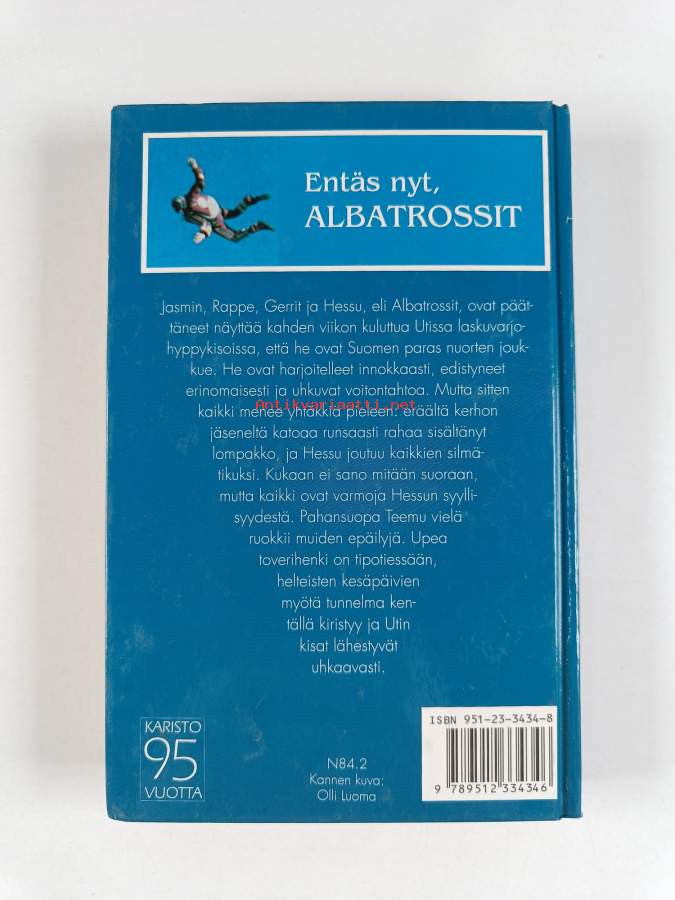 Entäs nyt,
ALBATROSSIT
Jasmin, Rappe, Gerrit ja Hessu, eli Albatrossit, ovat päät-
täneet näyttää kahden viikon kuluttua Utissa laskuvarjo-
hyppykisoissa, että he ovat Suomen paras nuorten jouk-
kue. He ovat harjoitelleet innokkaasti, edistyneet
erinomaisesti ja uhkuvat voitontahtoa. Mutta sitten
Antikvariaatti.net
kaikki menee yhtäkkiä pieleen: eräältä kerhon
jäseneltä katoaa runsaasti rahaa sisältänyt
lompakko, ja Hessu joutuu kaikkien silmä-
tikuksi. Kukaan ei sano mitään suoraan,
mutta kaikki ovat varmoja Hessun syylli-
syydestä. Pahansuopa Teemu vielä
ruokkii muiden epäilyjä. Upea
toverihenki on tipotiessään,
helteisten kesäpäivien
myötä tunnelma ken-
tällä kiristyy ja Utin
kisat lähestyvät
uhkaavasti.
KARISTO
95
VUOTTA
N84.2
Kannen kuva:
Olli Luoma
ISBN 951-23-3434-8
9 789512 334346